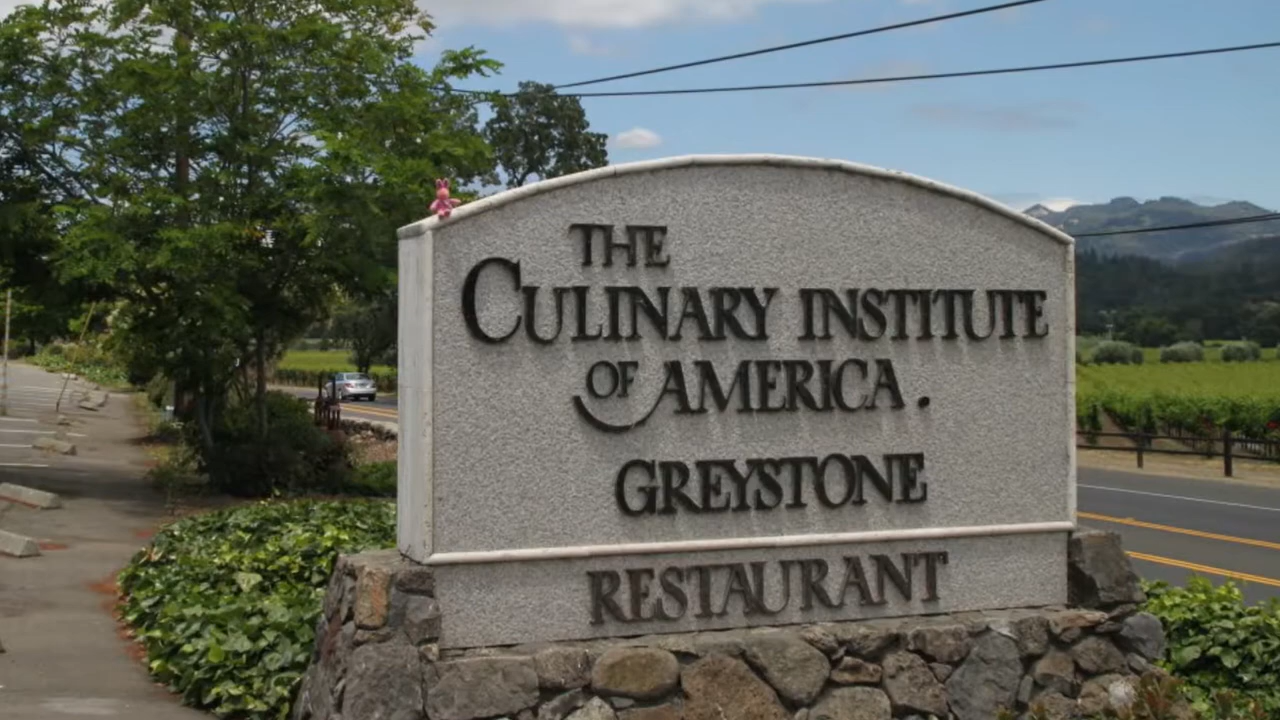 THE
CULINARY INSTITUTE
OF AMERICA.
GREYSTONE
RESTAURANT